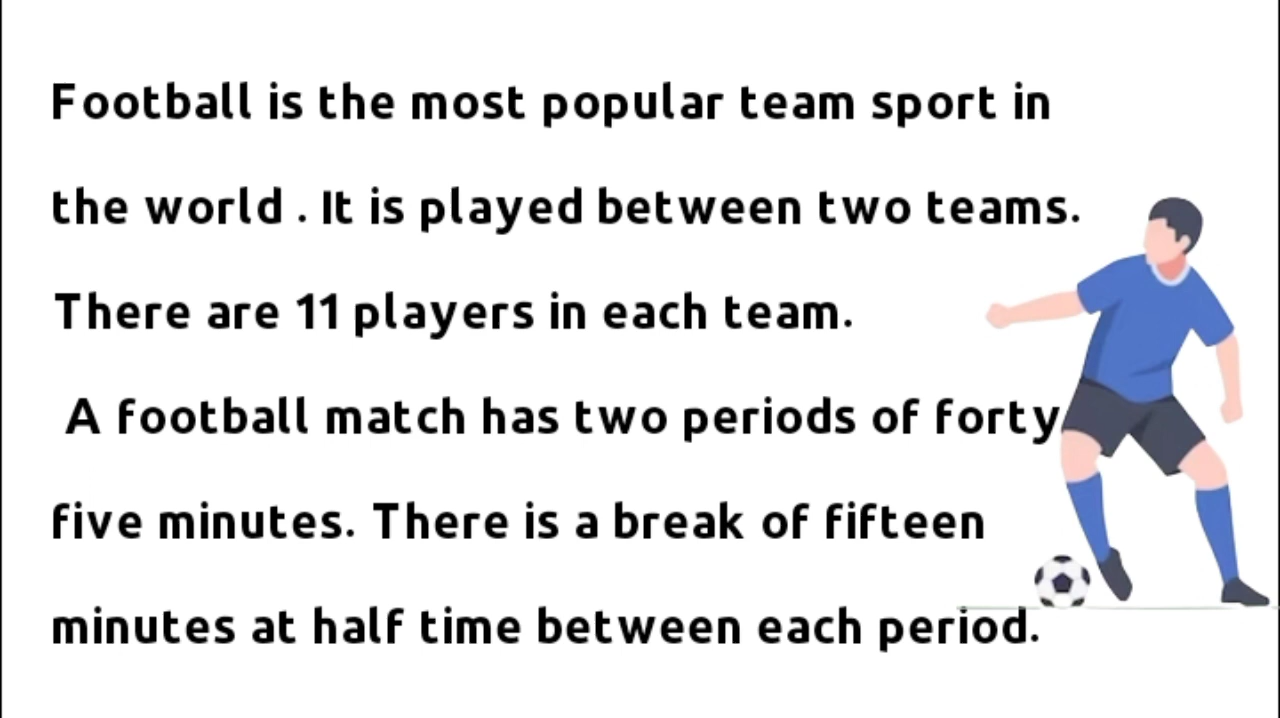 Football is the most popular team sport in
the world . It is played between two teams.
There are 11 players in each team.
A football match has two periods of forty
five minutes. There is a break of fifteen
minutes at half time between each period.